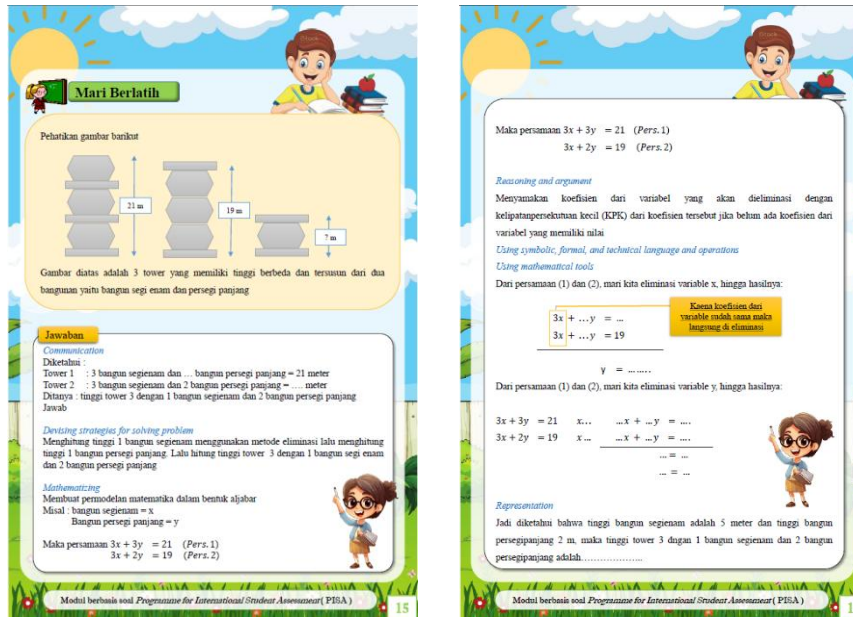 Mari Berlatih
Pehatikan gambar barikut
21 m
19 m
7 m
Gambar diatas adalah 3 tower yang memiliki tinggi berbeda dan tersusun dari dua
bangunan yaitu bangun segi enam dan persegi panjang
Jawaban
Communication
Diketahui :
Tower 1 : 3 bangun segienam dan … bangun persegi panjang = 21 meter
Tower 2 : 3 bangun segienam dan 2 bangun persegi panjang = …. meter
Ditanya : tinggi tower 3 dengan 1 bangun segienam dan 2 bangun persegi panjang
Jawab
Devising strategies for solving problem
Menghitung tinggi 1 bangun segienam menggunakan metode eliminasi lalu menghitung
tinggi 1 bangun persegi panjang. Lalu hitung tinggi tower 3 dengan 1 bangun segi enam
dan 2 bangun persegi panjang
Mathematizing
Membuat permodelan matematika dalam bentuk aljabar
Misal : bangun segienam = x
Bangun persegi panjang = y
Maka persamaan 3x + 3y = 21 (Pers. 1)
3x + 2y = 19 (Pers. 2)
Modul berbasis soal Programme for International Student Assessment ( PISA )
15
Maka persamaan 3x + 3y = 21 (Pers. 1)
3x + 2y = 19 (Pers. 2)
Reasoning and argument
Menyamakan koefisien dari variabel yang akan dieliminasi dengan
kelipatanpersekutuan kecil (KPK) dari koefisien tersebut jika belum ada koefisien dari
variabel yang memiliki nilai
Using symbolic, formal, and technical language and operations
Using mathematical tools
Dari persamaan (1) dan (2), mari kita eliminasi variable x, hingga hasilnya:
3x + …y = …
3x + …y = 19
Kaena koefisien dari
variable sudah sama maka
langsung di eliminasi
y = ……..
Dari persamaan (1) dan (2), mari kita eliminasi variable y, hingga hasilnya:
3x + 3y = 21 x… …x + …y = ….
3x + 2y = 19 x … …x + …y = ….
… = …
… = …
Representation
Jadi diketahui bahwa tinggi bangun segienam adalah 5 meter dan tinggi bangun
persegipanjang 2 m, maka tinggi tower 3 dngan 1 bangun segienam dan 2 bangun
persegipanjang adalah………………..
Modul berbasis soal Programme for International Student Assessment ( PISA )